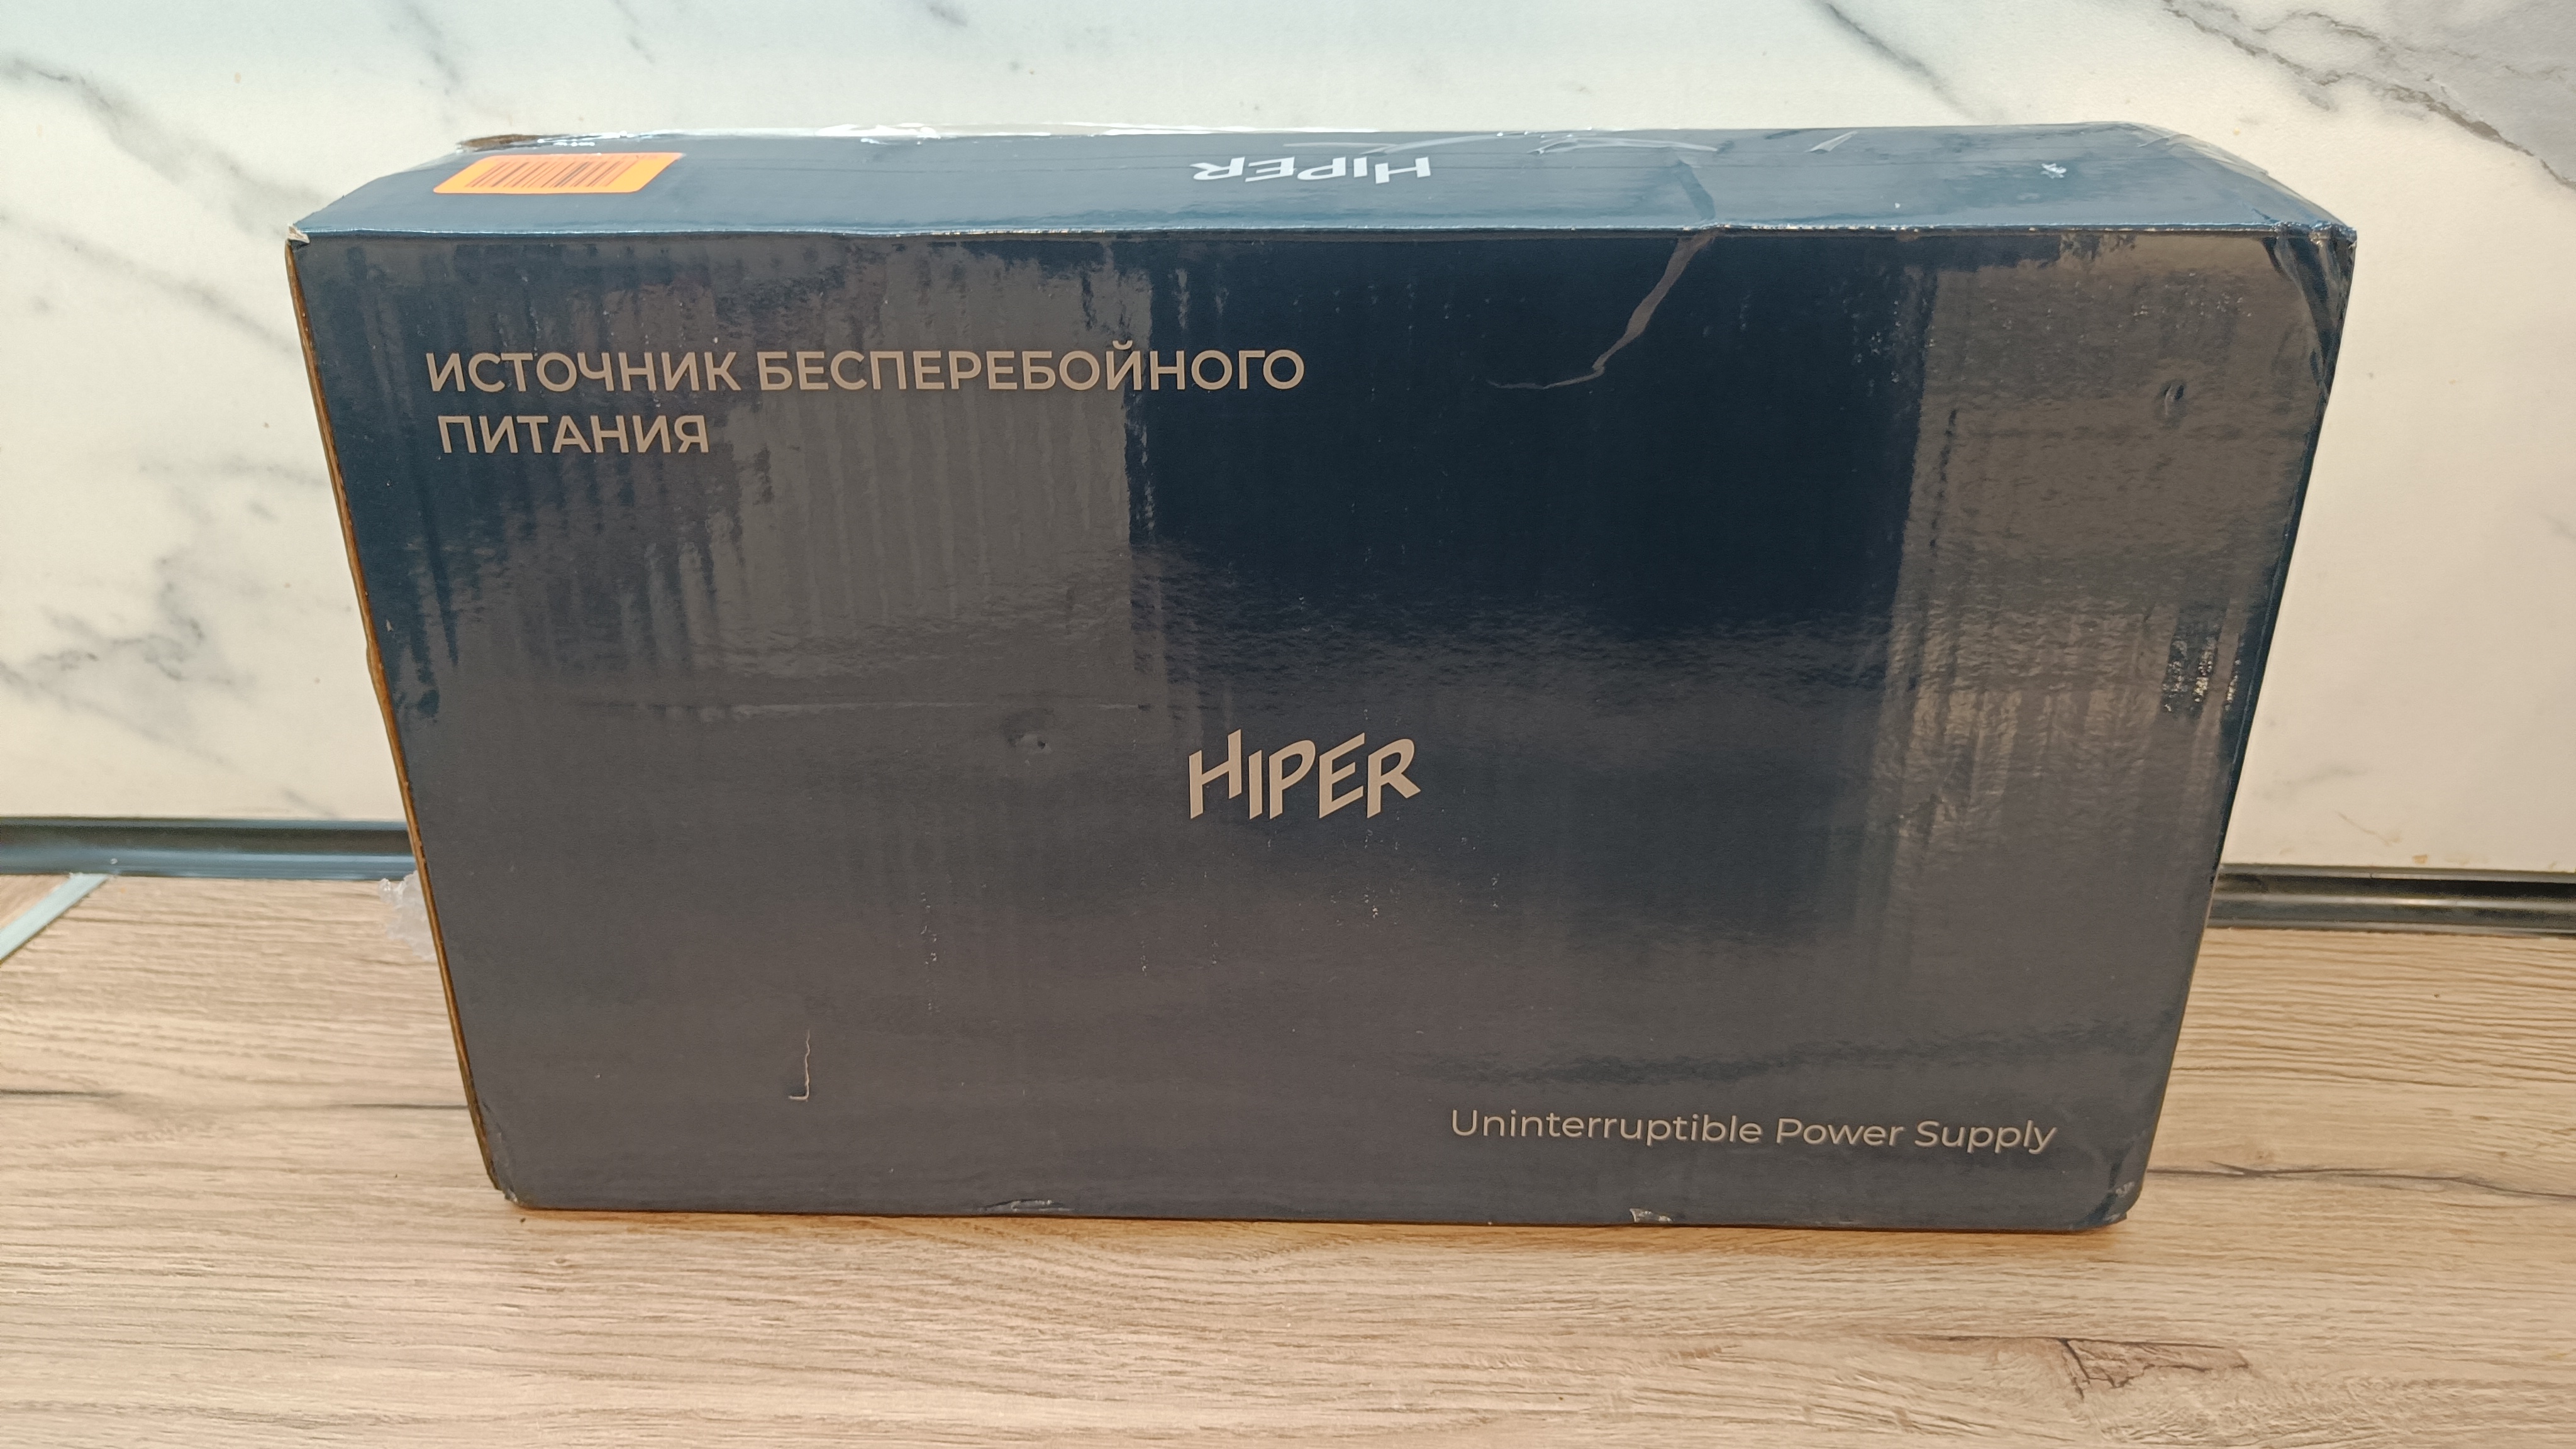 HIPER
ИСТОЧНИК БЕСПЕРЕБОЙНОГО
ПИТАНИЯ
HIPER
Uninterruptible Power Supply